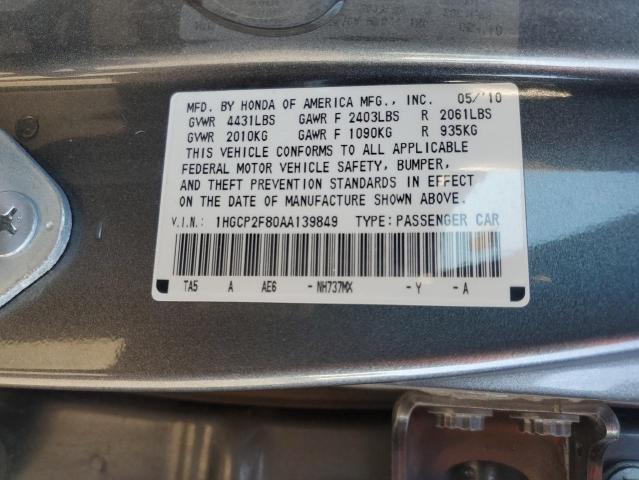 MFD. BY HONDA OF AMERICA MFG., INC. 05/'10
GVWR 4431LBS GAWR F 2403LBS R 2061LBS
GVWR 2010KG GAWR F 1090KG R 935KG
THIS VEHICLE CONFORMS TO ALL APPLICABLE
FEDERAL MOTOR VEHICLE SAFETY, BUMPER,
AND THEFT PREVENTION STANDARDS IN EFFECT
ON THE DATE OF MANUFACTURE SHOWN ABOVE.
V.I.N.: 1HGCP2F80AA139849 TYPE: PASSENGER CAR
TA5 A AE6 -NH737MX -Y -A